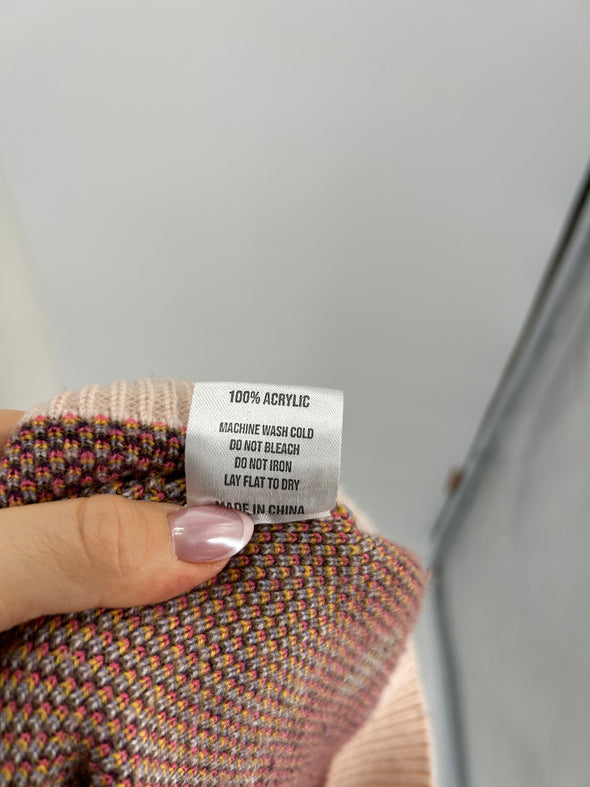 100% ACRYLIC
MACHINE WASH COLD
DO NOT BLEACH
DO NOT IRON
LAY FLAT TO DRY
MADE IN CHINA